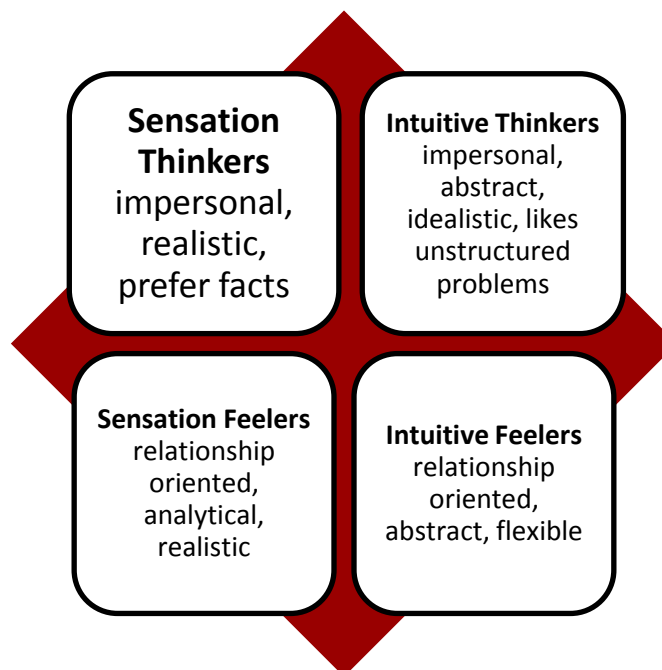 Sensation
Thinkers
impersonal,
realistic,
prefer facts
Intuitive Thinkers
impersonal,
abstract,
idealistic, likes
unstructured
problems
Sensation Feelers
relationship
oriented,
analytical,
realistic
Intuitive Feelers
relationship
oriented,
abstract, flexible